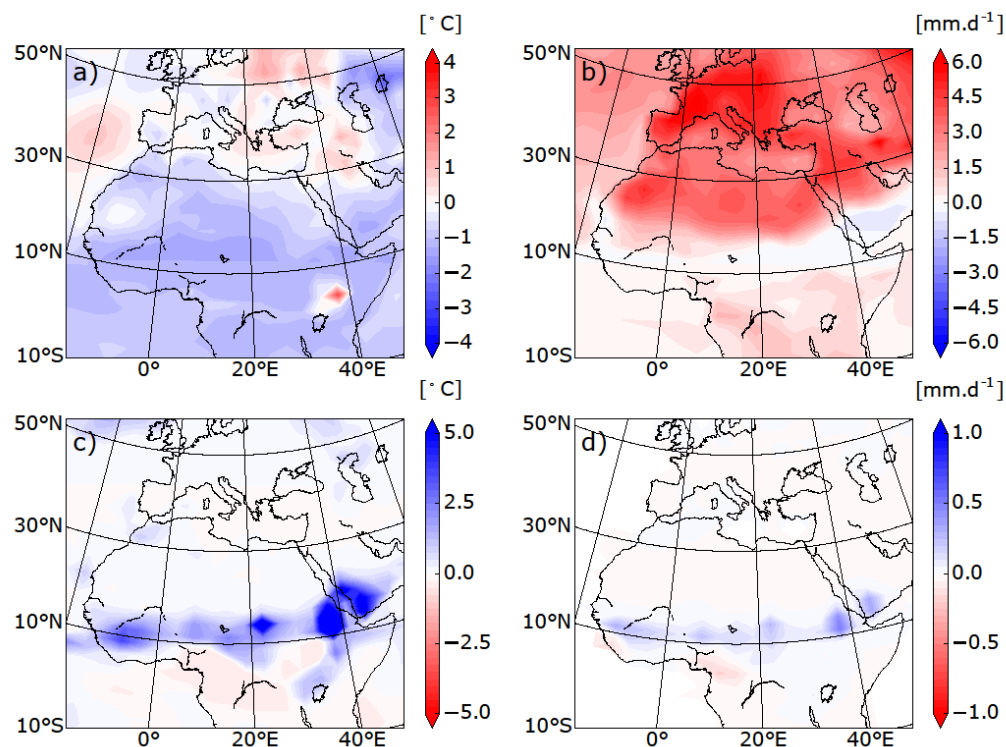 [° C]
[mm.d⁻¹]
50°N
a)
4
50°N
b)
6.0
3
4.5
2
3.0
30°N
1
30°N
1.5
0
0.0
10°N
−1
10°N
−1.5
−2
−3.0
−3
−4.5
10°S
−4
10°S
−6.0
0°
20°E
40°E
0°
20°E
40°E
[° C]
[mm.d⁻¹]
50°N
c)
5.0
50°N
d)
1.0
30°N
2.5
30°N
0.5
0.0
0.0
10°N
10°N
−2.5
−0.5
10°S
−5.0
10°S
−1.0
0°
20°E
40°E
0°
20°E
40°E